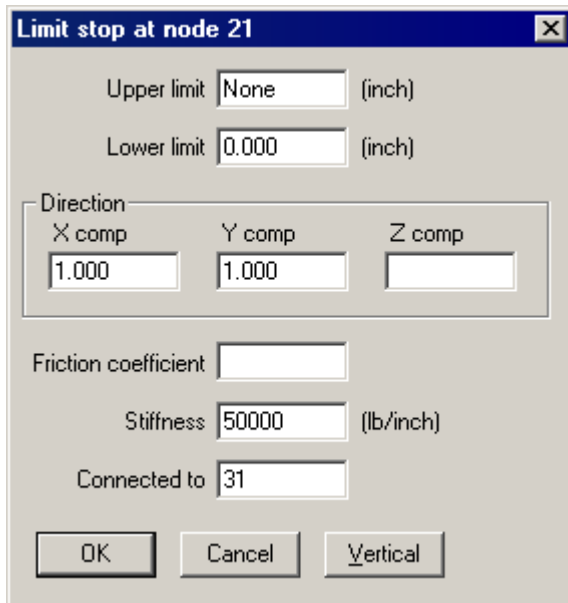 Limit stop at node 21
Upper limit None (inch)
Lower limit 0.000 (inch)
Direction
X comp Y comp Z comp
1.000 1.000
Friction coefficient
Stiffness 50000 (lb/inch)
Connected to 31
OK Cancel Vertical